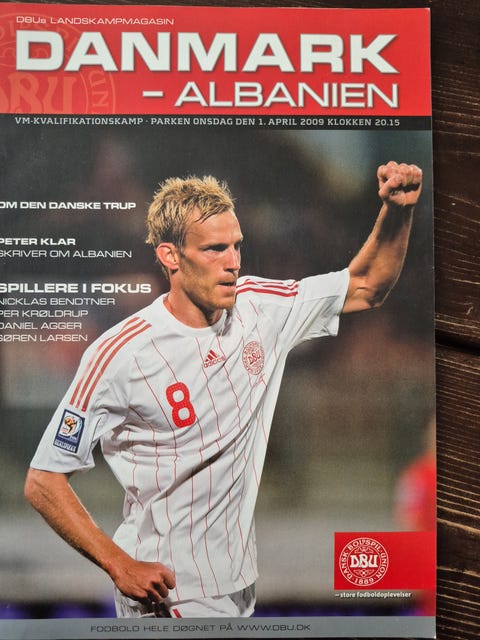 DBUs LANDSKAMPMAGASIN
DANMARK
- ALBANIEN
VM-KVALIFIKATIONSKAMP · PARKEN ONSDAG DEN 1. APRIL 2009 KLOKKEN 20.15
OM DEN DANSKE TRUP
PETER KLAR
SKRIVER OM ALBANIEN
SPILLERE I FOKUS
NICKLAS BENDTNER
PER KRØLDRUP
DANIEL AGGER
SØREN LARSEN
adidas
DBU
8
DANSK BOLDSPIL-UNION
DBU
1889
– store fodboldoplevelser
FODBOLD HELE DØGNET PÅ WWW.DBU.DK